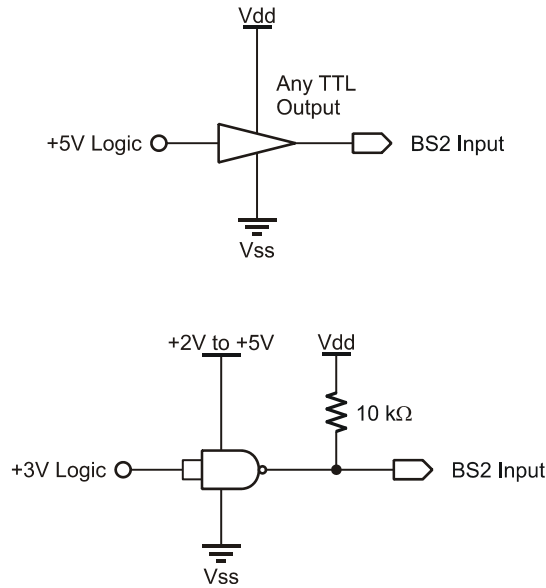 Vdd
Any TTL
Output
+5V Logic
BS2 Input
Vss
+2V to +5V
Vdd
10 kΩ
+3V Logic
BS2 Input
Vss